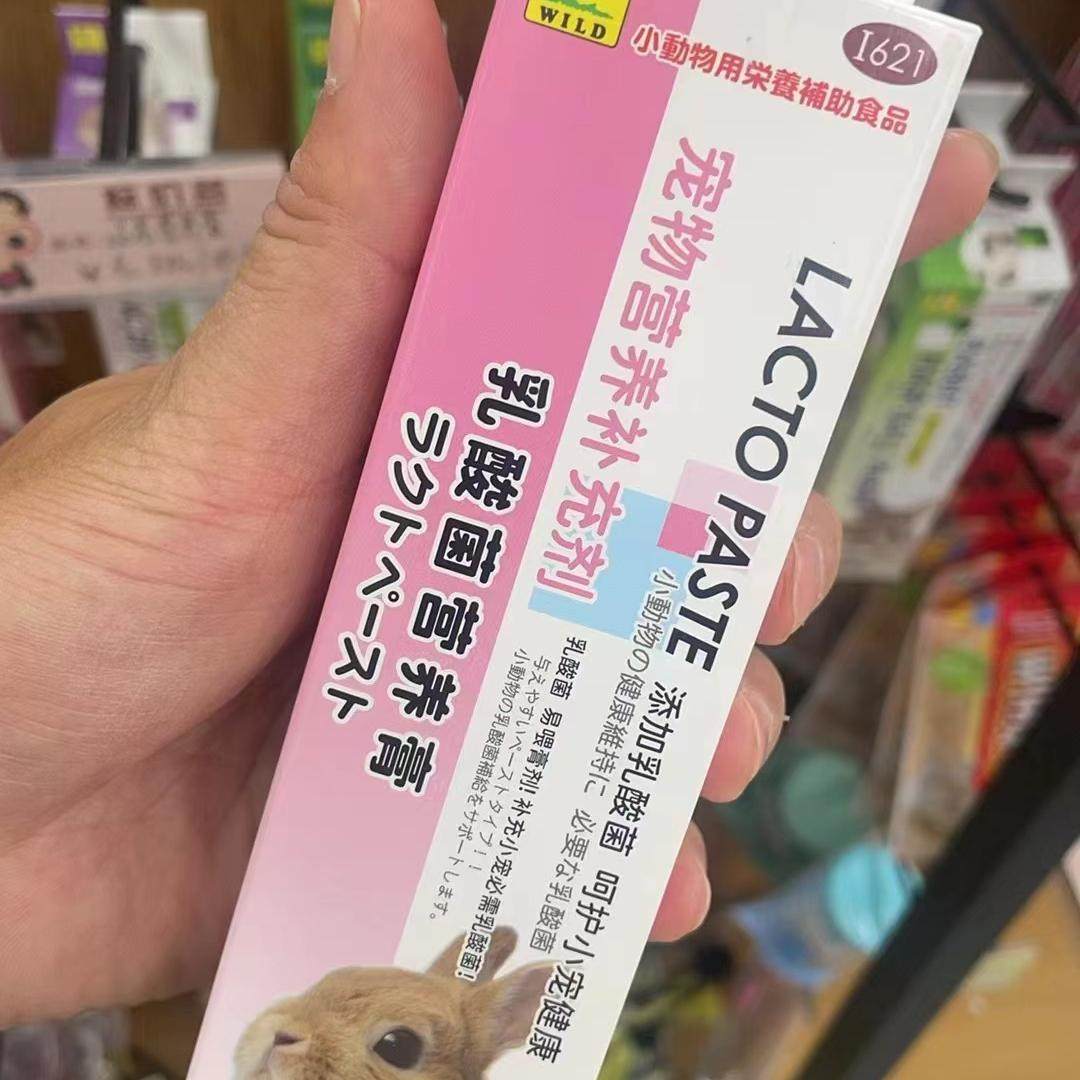 WILD
I621
小動物用栄養補助食品
LACTO PASTE
宠物营养补充剂
乳酸菌营养膏
ラクトペースト
添加乳酸菌 呵护小宠健康
小動物の健康維持に 必要な乳酸菌
乳酸菌 易喂膏剂!补充小宠必需乳酸菌!
与えやすいペーストタイプ!!
小動物の乳酸菌補給をサポートします。